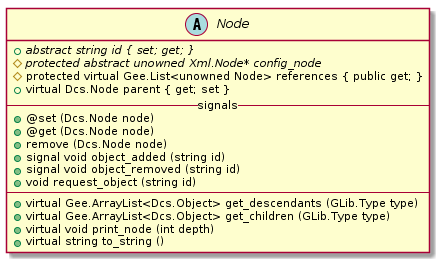 A Node
abstract string id { set; get; }
protected abstract unowned Xml.Node* config_node
protected virtual Gee.List<unowned Node> references { public get; }
virtual Dcs.Node parent { get; set }
signals
@set (Dcs.Node node)
@get (Dcs.Node node)
remove (Dcs.Node node)
signal void object_added (string id)
signal void object_removed (string id)
void request_object (string id)
virtual Gee.ArrayList<Dcs.Object> get_descendants (GLib.Type type)
virtual Gee.ArrayList<Dcs.Object> get_children (GLib.Type type)
virtual void print_node (int depth)
virtual string to_string ()